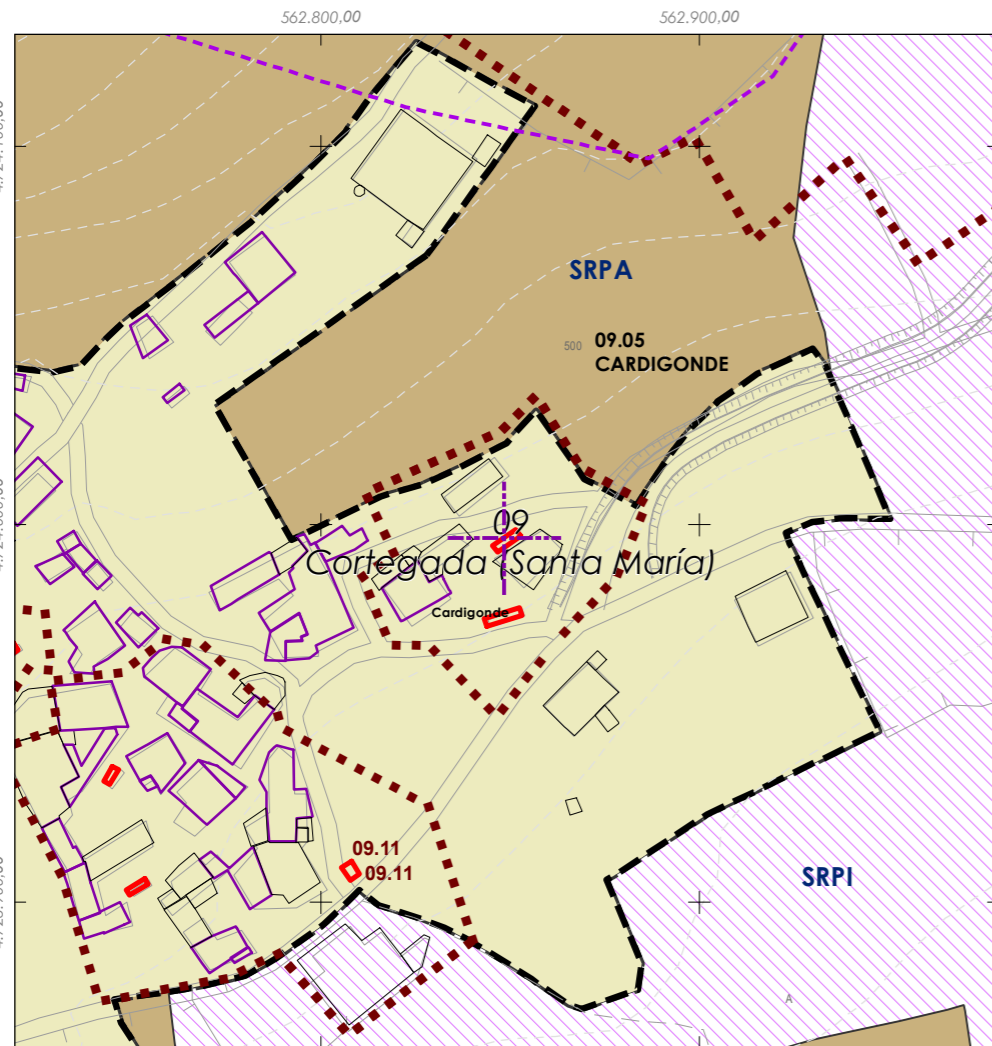 562.800,00
562.900,00
SRPA
500
09.05
CARDIGONDE
09
Cortegada (Santa María)
Cardigonde
09.11
09.11
SRPI
A